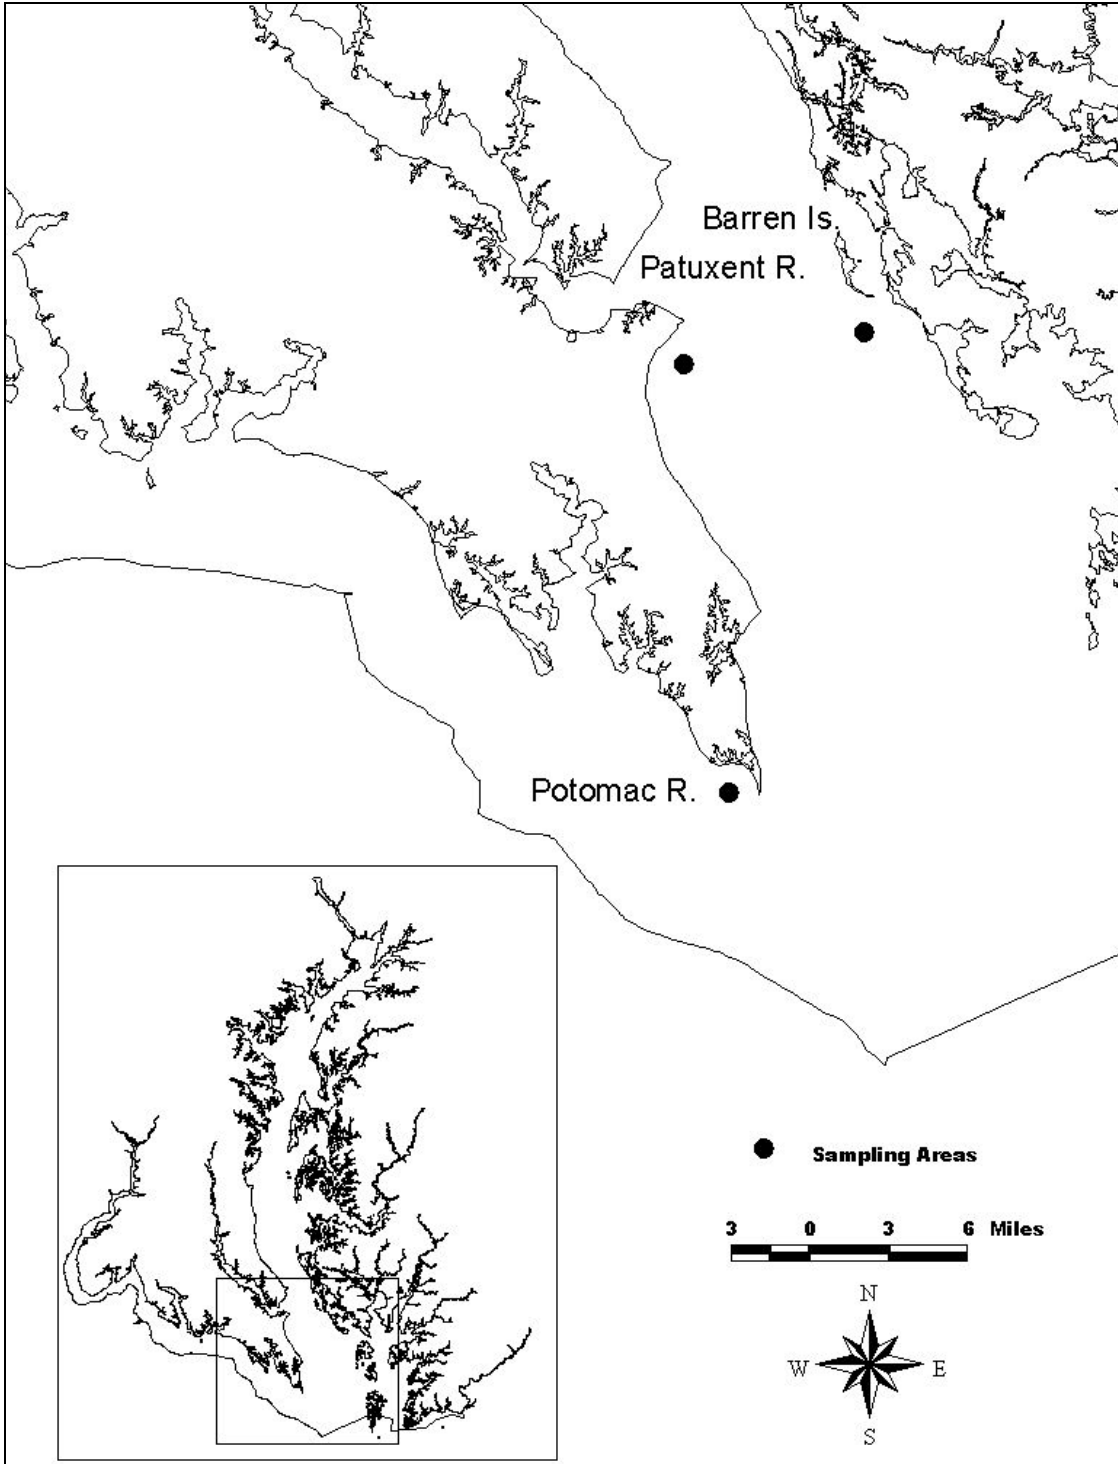 Barren Is.
Patuxent R.
Potomac R.
Sampling Areas
3 0 3 6 Miles
N
W E
S